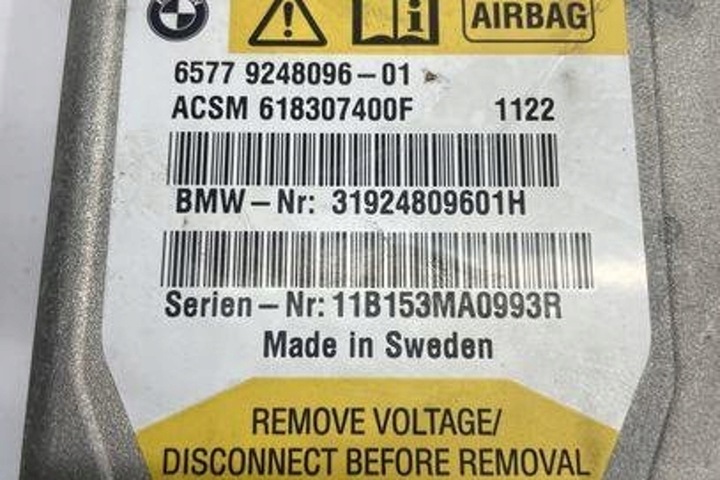 BMW
AIRBAG
6577 9248096-01
ACSM 618307400F 1122
BMW-Nr: 31924809601H
Serien-Nr: 11B153MA0993R
Made in Sweden
REMOVE VOLTAGE/
DISCONNECT BEFORE REMOVAL